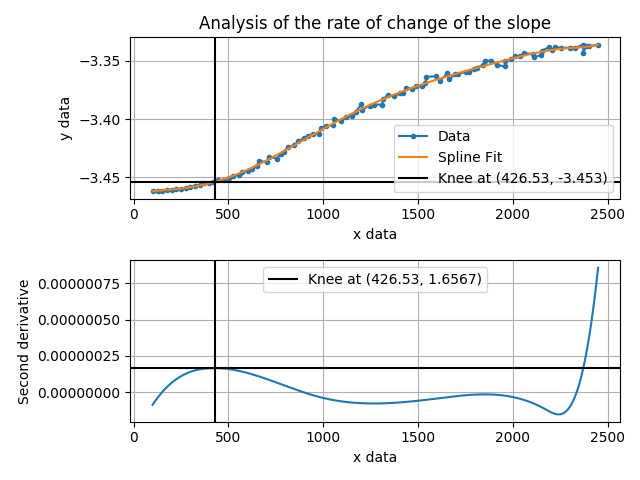 Analysis of the rate of change of the slope
y data
−3.35
−3.40
−3.45
Data
Spline Fit
Knee at (426.53, -3.453)
0 500 1000 1500 2000 2500
x data
Second derivative
0.00000075
0.00000050
0.00000025
0.00000000
Knee at (426.53, 1.6567)
0 500 1000 1500 2000 2500
x data